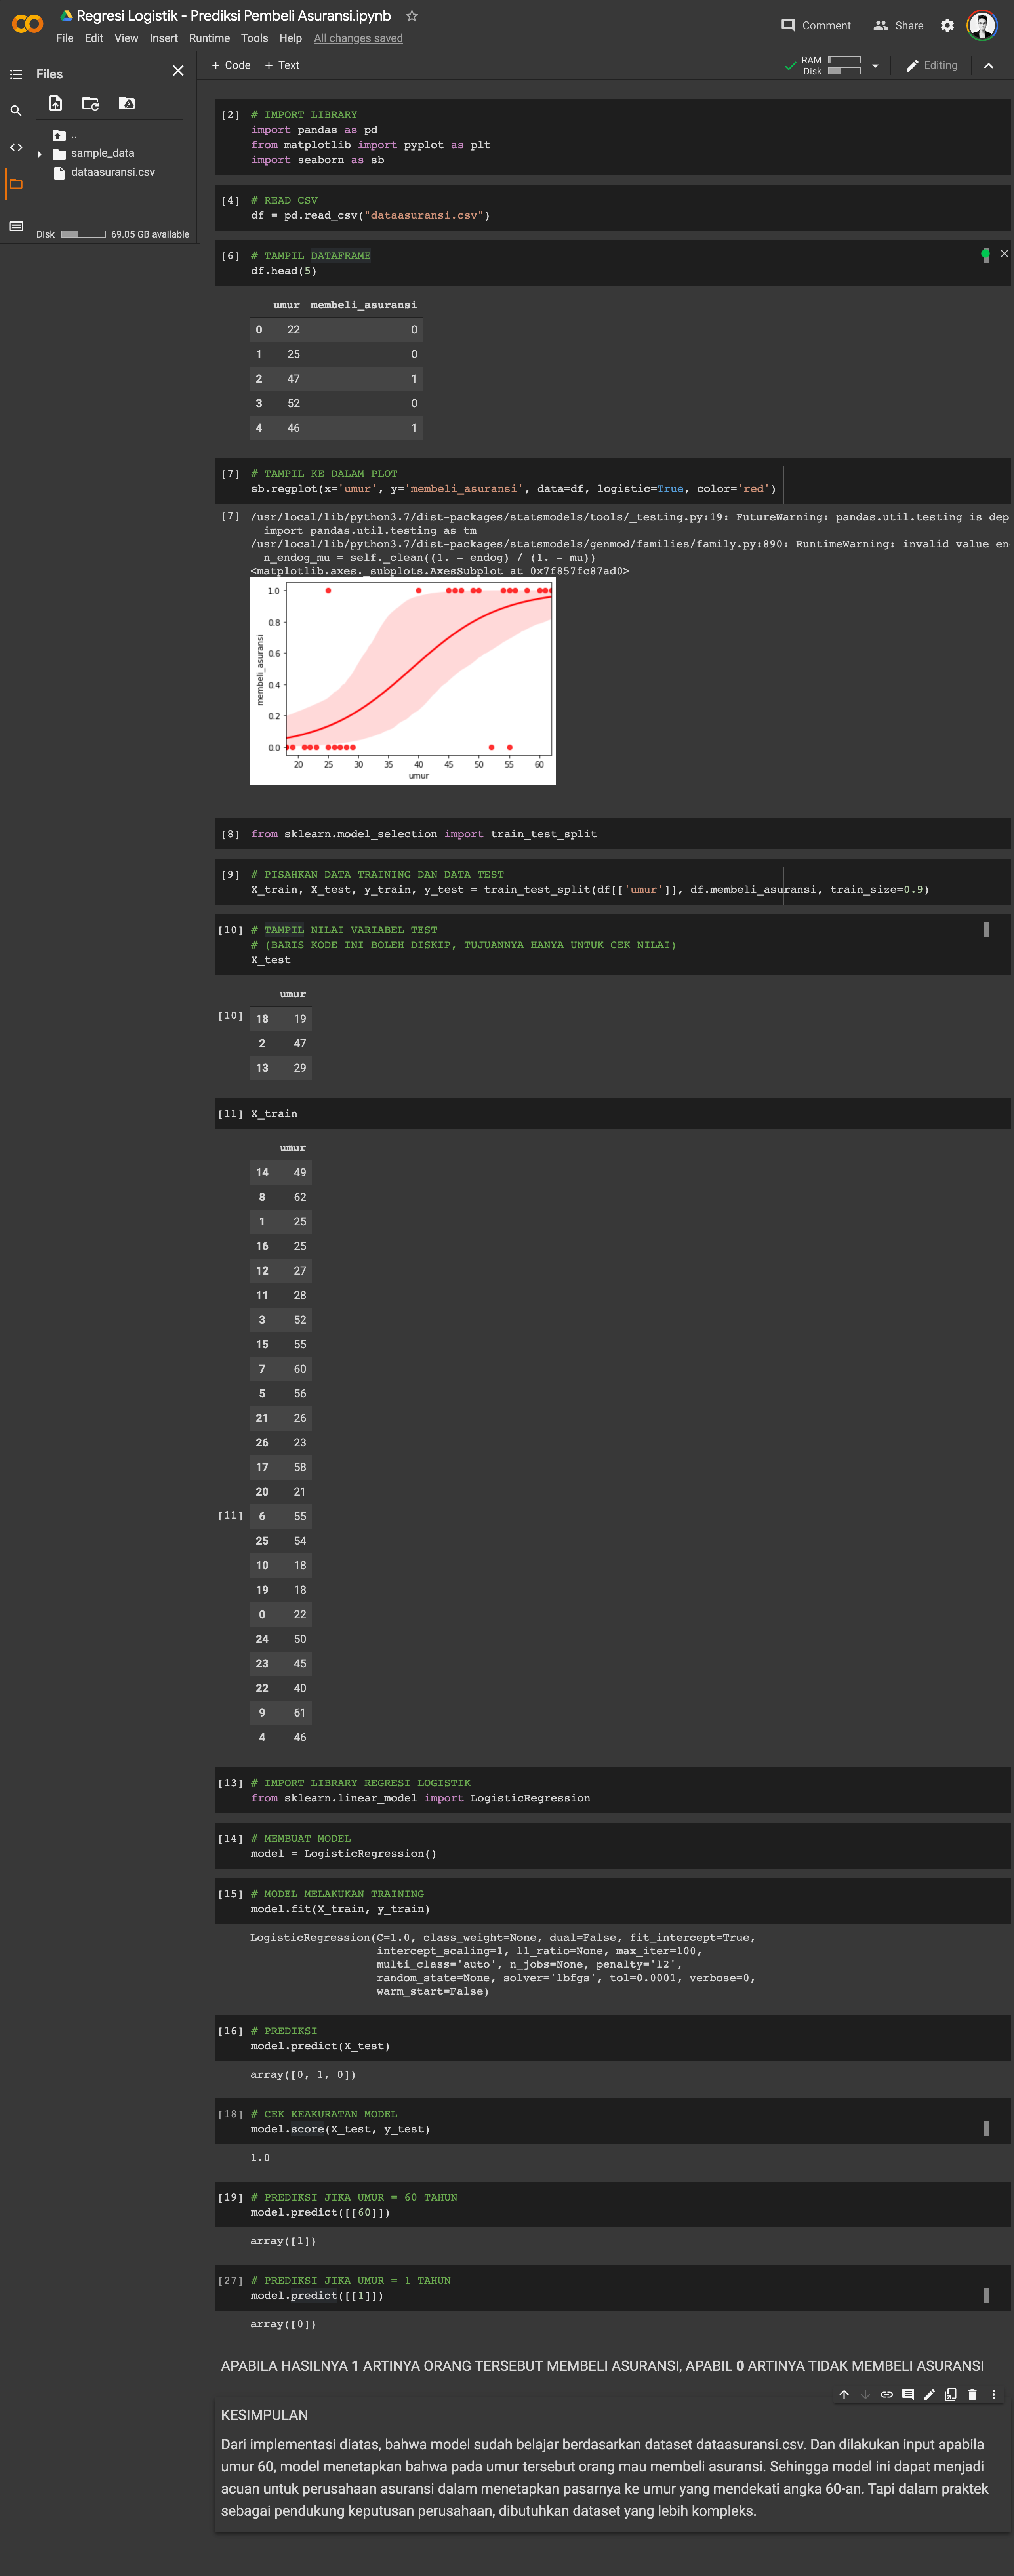 Regresi Logistik - Prediksi Pembeli Asuransi.ipynb
File Edit View Insert Runtime Tools Help All changes saved
Comment Share
Files
+ Code + Text
RAM
Disk
Editing
..
sample_data
dataasuransi.csv
Disk 69.05 GB available
[2] # IMPORT LIBRARY
import pandas as pd
from matplotlib import pyplot as plt
import seaborn as sb
[4] # READ CSV
df = pd.read_csv("dataasuransi.csv")
[6] # TAMPIL DATAFRAME
df.head(5)
umur membeli_asuransi
0 22 0
1 25 0
2 47 1
3 52 0
4 46 1
[7] # TAMPIL KE DALAM PLOT
sb.regplot(x='umur', y='membeli_asuransi', data=df, logistic=True, color='red')
[7] /usr/local/lib/python3.7/dist-packages/statsmodels/tools/_testing.py:19: FutureWarning: pandas.util.testing is dep
import pandas.util.testing as tm
/usr/local/lib/python3.7/dist-packages/statsmodels/genmod/families/family.py:890: RuntimeWarning: invalid value en
n_endog_mu = self._clean((1. - endog) / (1. - mu))
<matplotlib.axes._subplots.AxesSubplot at 0x7f857fc87ad0>
1.0
0.8
0.6
0.4
0.2
0.0
membeli_asuransi
20 25 30 35 40 45 50 55 60
umur
[8] from sklearn.model_selection import train_test_split
[9] # PISAHKAN DATA TRAINING DAN DATA TEST
X_train, X_test, y_train, y_test = train_test_split(df[['umur']], df.membeli_asuransi, train_size=0.9)
[10] # TAMPIL NILAI VARIABEL TEST
# (BARIS KODE INI BOLEH DISKIP, TUJUANNYA HANYA UNTUK CEK NILAI)
X_test
umur
[10] 18 19
2 47
13 29
[11] X_train
umur
14 49
8 62
1 25
16 25
12 27
11 28
3 52
15 55
7 60
5 56
21 26
26 23
17 58
20 21
[11] 6 55
25 54
10 18
19 18
0 22
24 50
23 45
22 40
9 61
4 46
[13] # IMPORT LIBRARY REGRESI LOGISTIK
from sklearn.linear_model import LogisticRegression
[14] # MEMBUAT MODEL
model = LogisticRegression()
[15] # MODEL MELAKUKAN TRAINING
model.fit(X_train, y_train)
LogisticRegression(C=1.0, class_weight=None, dual=False, fit_intercept=True,
intercept_scaling=1, l1_ratio=None, max_iter=100,
multi_class='auto', n_jobs=None, penalty='l2',
random_state=None, solver='lbfgs', tol=0.0001, verbose=0,
warm_start=False)
[16] # PREDIKSI
model.predict(X_test)
array([0, 1, 0])
[18] # CEK KEAKURATAN MODEL
model.score(X_test, y_test)
1.0
[19] # PREDIKSI JIKA UMUR = 60 TAHUN
model.predict([[60]])
array([1])
[27] # PREDIKSI JIKA UMUR = 1 TAHUN
model.predict([[1]])
array([0])
APABILA HASILNYA 1 ARTINYA ORANG TERSEBUT MEMBELI ASURANSI, APABIL 0 ARTINYA TIDAK MEMBELI ASURANSI
KESIMPULAN
Dari implementasi diatas, bahwa model sudah belajar berdasarkan dataset dataasuransi.csv. Dan dilakukan input apabila
umur 60, model menetapkan bahwa pada umur tersebut orang mau membeli asuransi. Sehingga model ini dapat menjadi
acuan untuk perusahaan asuransi dalam menetapkan pasarnya ke umur yang mendekati angka 60-an. Tapi dalam praktek
sebagai pendukung keputusan perusahaan, dibutuhkan dataset yang lebih kompleks.